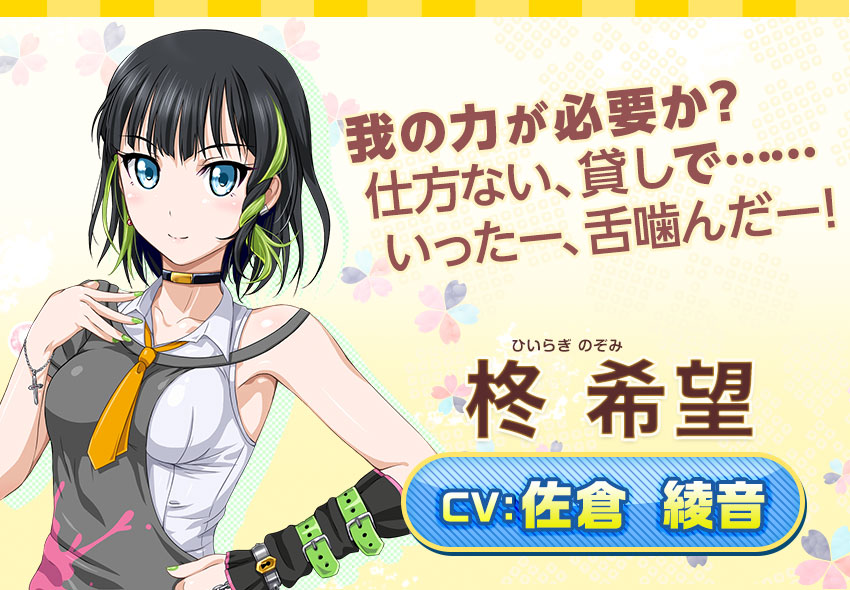 我の力が必要か?
仕方ない、貸しで……
いったー、舌噛んだー!
ひいらぎ のぞみ
柊 希望
CV:佐倉 綾音